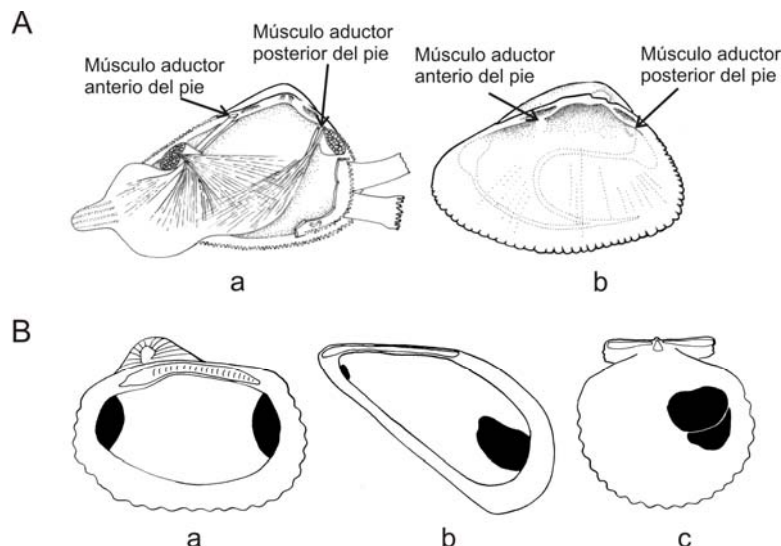 A
Músculo aductor
anterio del pie
Músculo aductor
posterior del pie
Músculo aductor
anterio del pie
Músculo aductor
posterior del pie
a
b
B
a
b
c